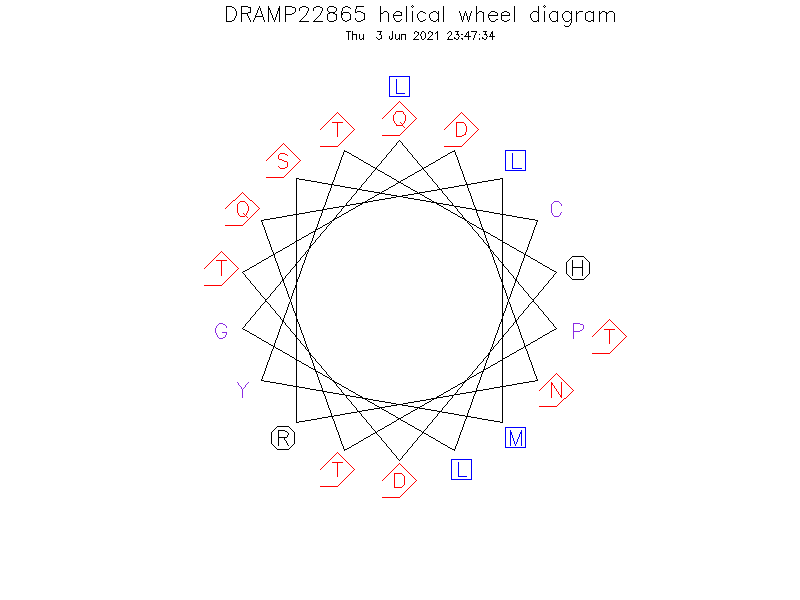 DRAMP22865 helical wheel diagram
Thu 3 Jun 2021 23:47:34
L
T Q D
S L
Q C
T H
G P T
Y N
R M
T D L